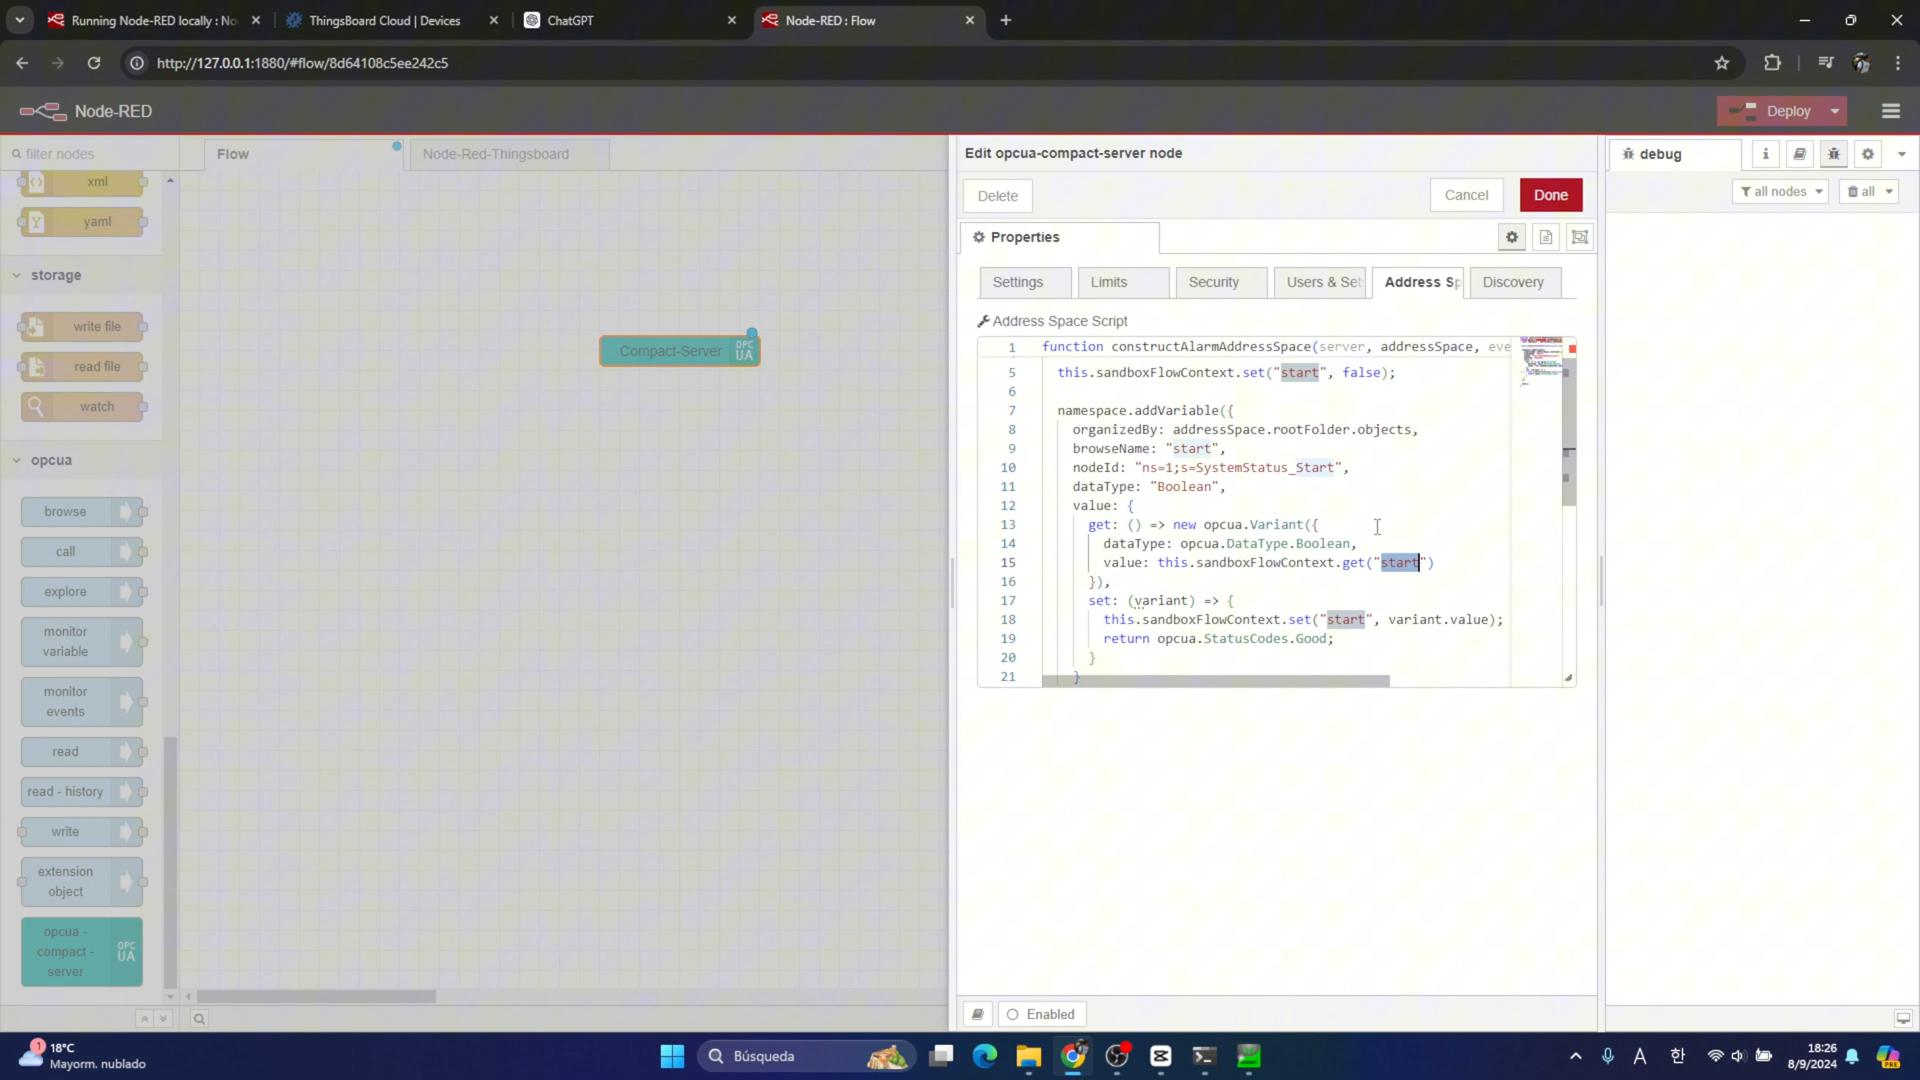 Running Node-RED locally : No
ThingsBoard Cloud | Devices
ChatGPT
Node-RED : Flow
http://127.0.0.1:1880/#flow/8d64108c5ee242c5
Node-RED
Deploy
filter nodes
xml
yaml
storage
write file
read file
watch
opcua
browse
call
explore
monitor
variable
monitor
events
read
read - history
write
extension
object
opcua -
compact -
server
OPC
UA
Flow
Node-Red-Thingsboard
Compact-Server
OPC
UA
Edit opcua-compact-server node
Delete
Cancel
Done
Properties
Settings
Limits
Security
Users & Set
Address Sp
Discovery
Address Space Script
1 function constructAlarmAddressSpace(server, addressSpace, eve
5 this.sandboxFlowContext.set("start", false);
6
7 namespace.addVariable({
8 organizedBy: addressSpace.rootFolder.objects,
9 browseName: "start",
10 nodeId: "ns=1;s=SystemStatus_Start",
11 dataType: "Boolean",
12 value: {
13 get: () => new opcua.Variant({
14 dataType: opcua.DataType.Boolean,
15 value: this.sandboxFlowContext.get("start")
16 }),
17 set: (variant) => {
18 this.sandboxFlowContext.set("start", variant.value);
19 return opcua.StatusCodes.Good;
20 }
21 }
Enabled
debug
all nodes
all
1
18°C
Mayorm. nublado
Búsqueda
A
한
18:26
8/9/2024
PRE